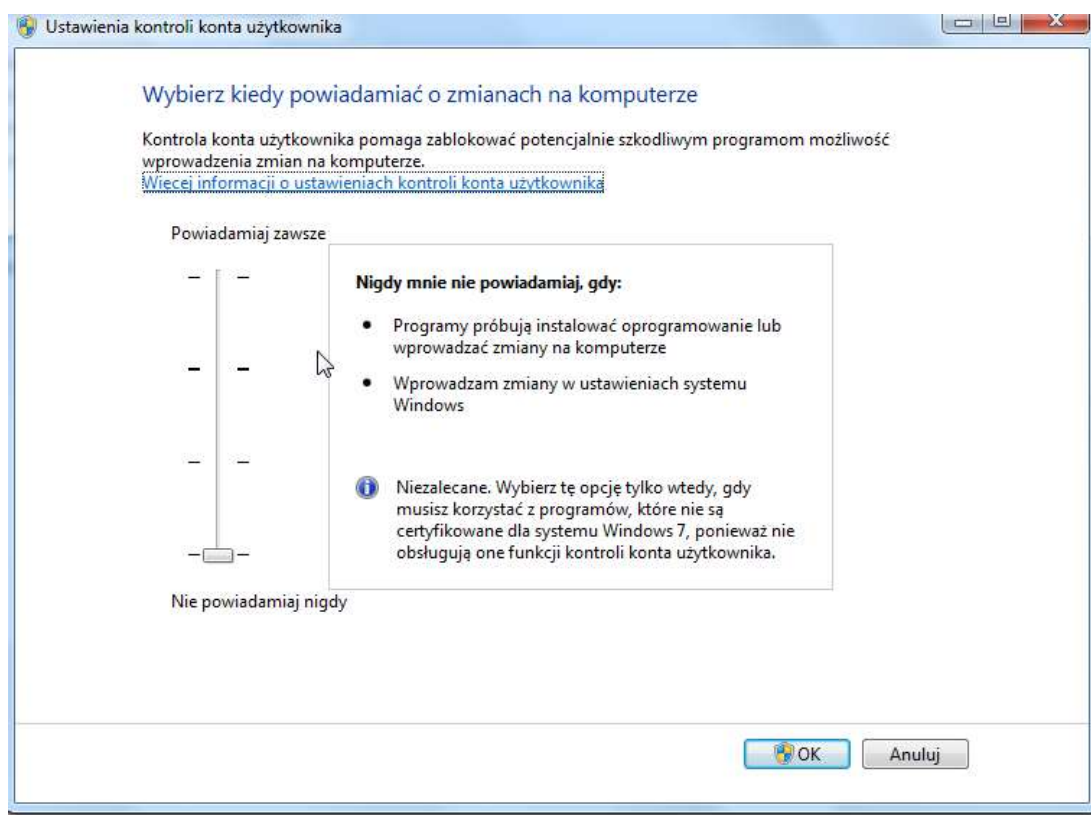 Ustawienia kontroli konta użytkownika
Wybierz kiedy powiadamiać o zmianach na komputerze
Kontrola konta użytkownika pomaga zablokować potencjalnie szkodliwym programom możliwość
wprowadzenia zmian na komputerze.
Więcej informacji o ustawieniach kontroli konta użytkownika
Powiadamiaj zawsze
Nigdy mnie nie powiadamiaj, gdy:
• Programy próbują instalować oprogramowanie lub
wprowadzać zmiany na komputerze
• Wprowadzam zmiany w ustawieniach systemu
Windows
Niezalecane. Wybierz tę opcję tylko wtedy, gdy
musisz korzystać z programów, które nie są
certyfikowane dla systemu Windows 7, ponieważ nie
obsługują one funkcji kontroli konta użytkownika.
Nie powiadamiaj nigdy
OK
Anuluj